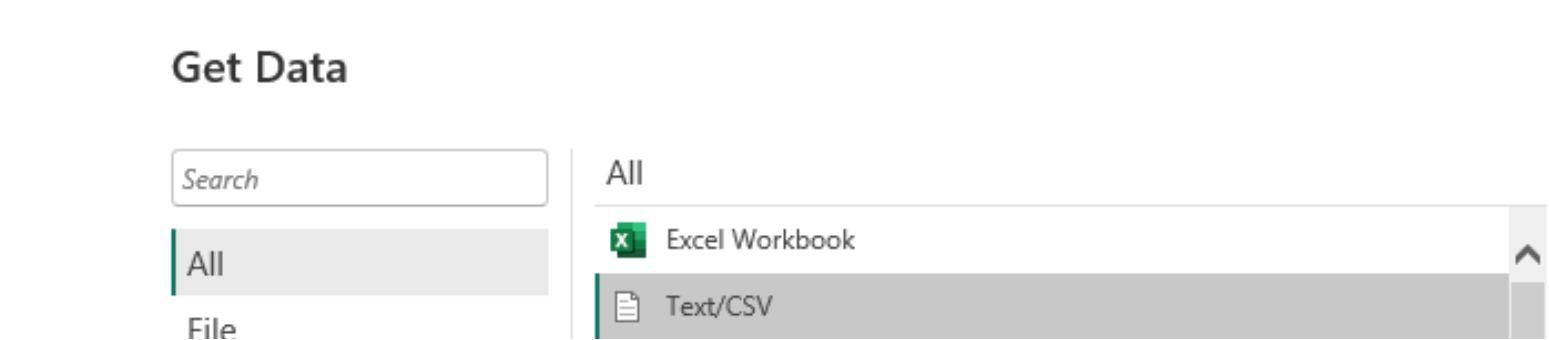 Get Data
Search
All
File
All
Excel Workbook
Text/CSV